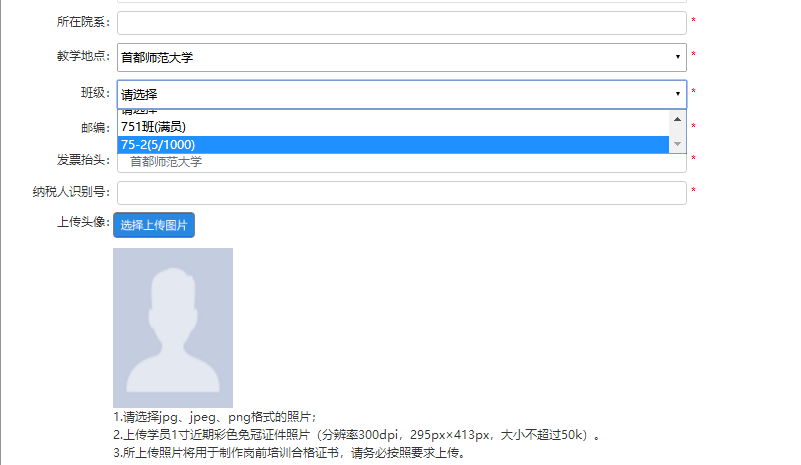 所在院系： *
教学地点： 首都师范大学 *
班级： 请选择 *
请选择
751班(满员)
邮编： *
75-2(5/1000)
发票抬头： 首都师范大学 *
纳税人识别号： *
上传头像： 选择上传图片
1.请选择jpg、jpeg、png格式的照片；
2.上传学员1寸近期彩色免冠证件照片（分辨率300dpi，295px×413px，大小不超过50k）。
3.所上传照片将用于制作岗前培训合格证书，请务必按照要求上传。